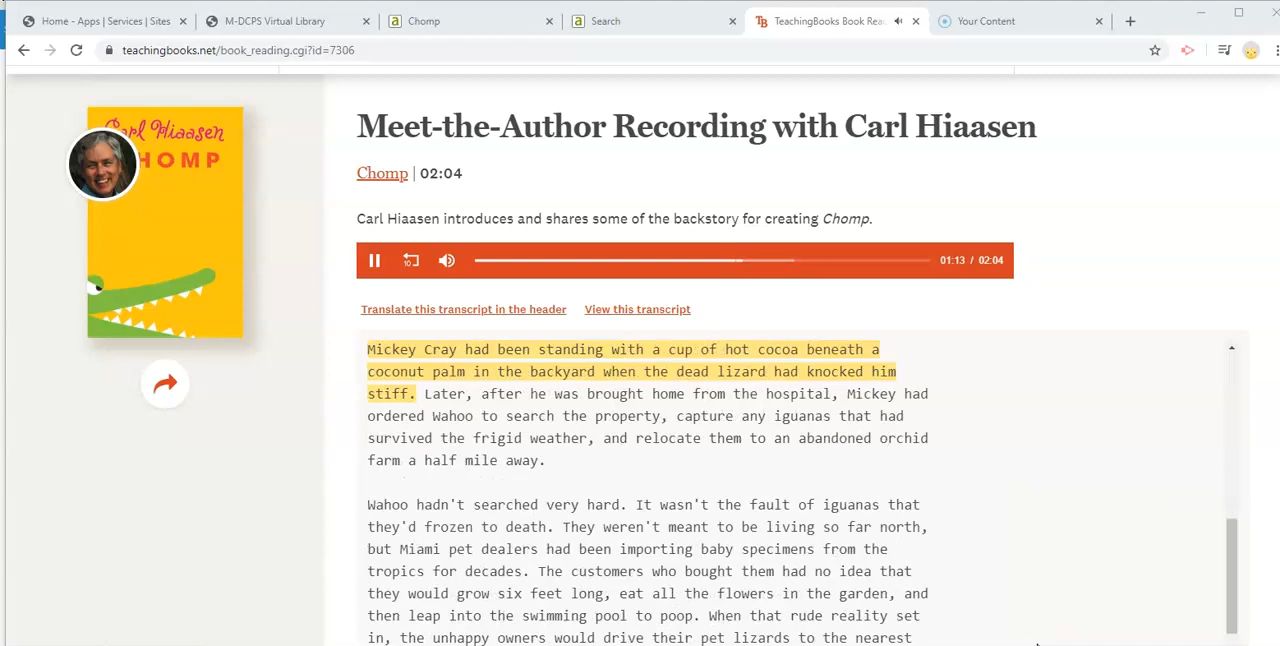 Home - Apps | Services | Sites
M-DCPS Virtual Library
a Chomp
a Search
TB TeachingBooks Book Rea
Your Content
teachingbooks.net/book_reading.cgi?id=7306
Carl Hiaasen
HOMP
Meet-the-Author Recording with Carl Hiaasen
Chomp | 02:04
Carl Hiaasen introduces and shares some of the backstory for creating Chomp.
10
01:13 / 02:04
Translate this transcript in the header View this transcript
Mickey Cray had been standing with a cup of hot cocoa beneath a
coconut palm in the backyard when the dead lizard had knocked him
stiff. Later, after he was brought home from the hospital, Mickey had
ordered Wahoo to search the property, capture any iguanas that had
survived the frigid weather, and relocate them to an abandoned orchid
farm a half mile away.
Wahoo hadn't searched very hard. It wasn't the fault of iguanas that
they'd frozen to death. They weren't meant to be living so far north,
but Miami pet dealers had been importing baby specimens from the
tropics for decades. The customers who bought them had no idea that
they would grow six feet long, eat all the flowers in the garden, and
then leap into the swimming pool to poop. When that rude reality set
in, the unhappy owners would drive their pet lizards to the nearest